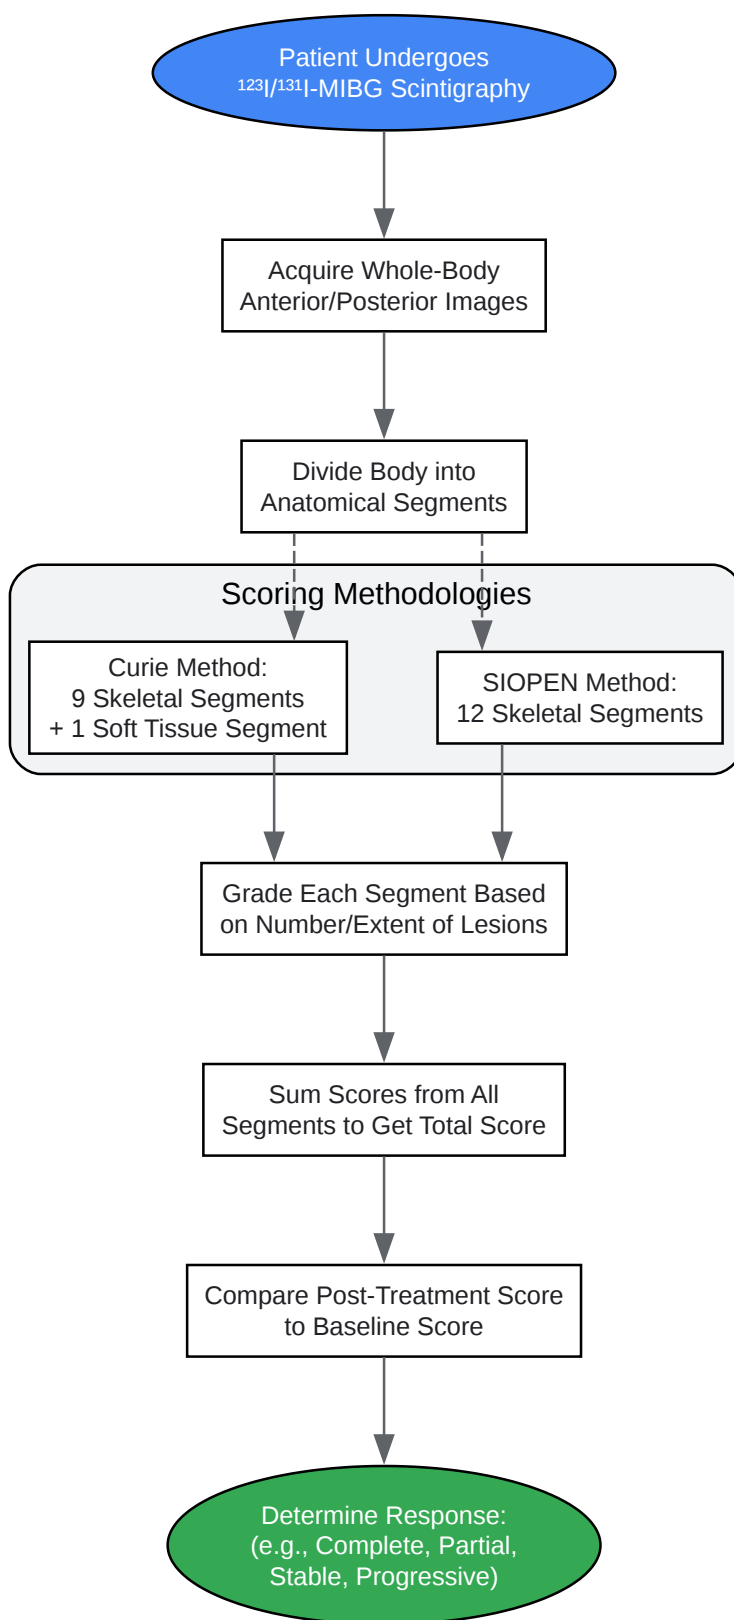 Patient Undergoes
¹²³I/¹³¹I-MIBG Scintigraphy
Acquire Whole-Body
Anterior/Posterior Images
Divide Body into
Anatomical Segments
Scoring Methodologies
Curie Method:
9 Skeletal Segments
+ 1 Soft Tissue Segment
SIOPEN Method:
12 Skeletal Segments
Grade Each Segment Based
on Number/Extent of Lesions
Sum Scores from All
Segments to Get Total Score
Compare Post-Treatment Score
to Baseline Score
Determine Response:
(e.g., Complete, Partial,
Stable, Progressive)